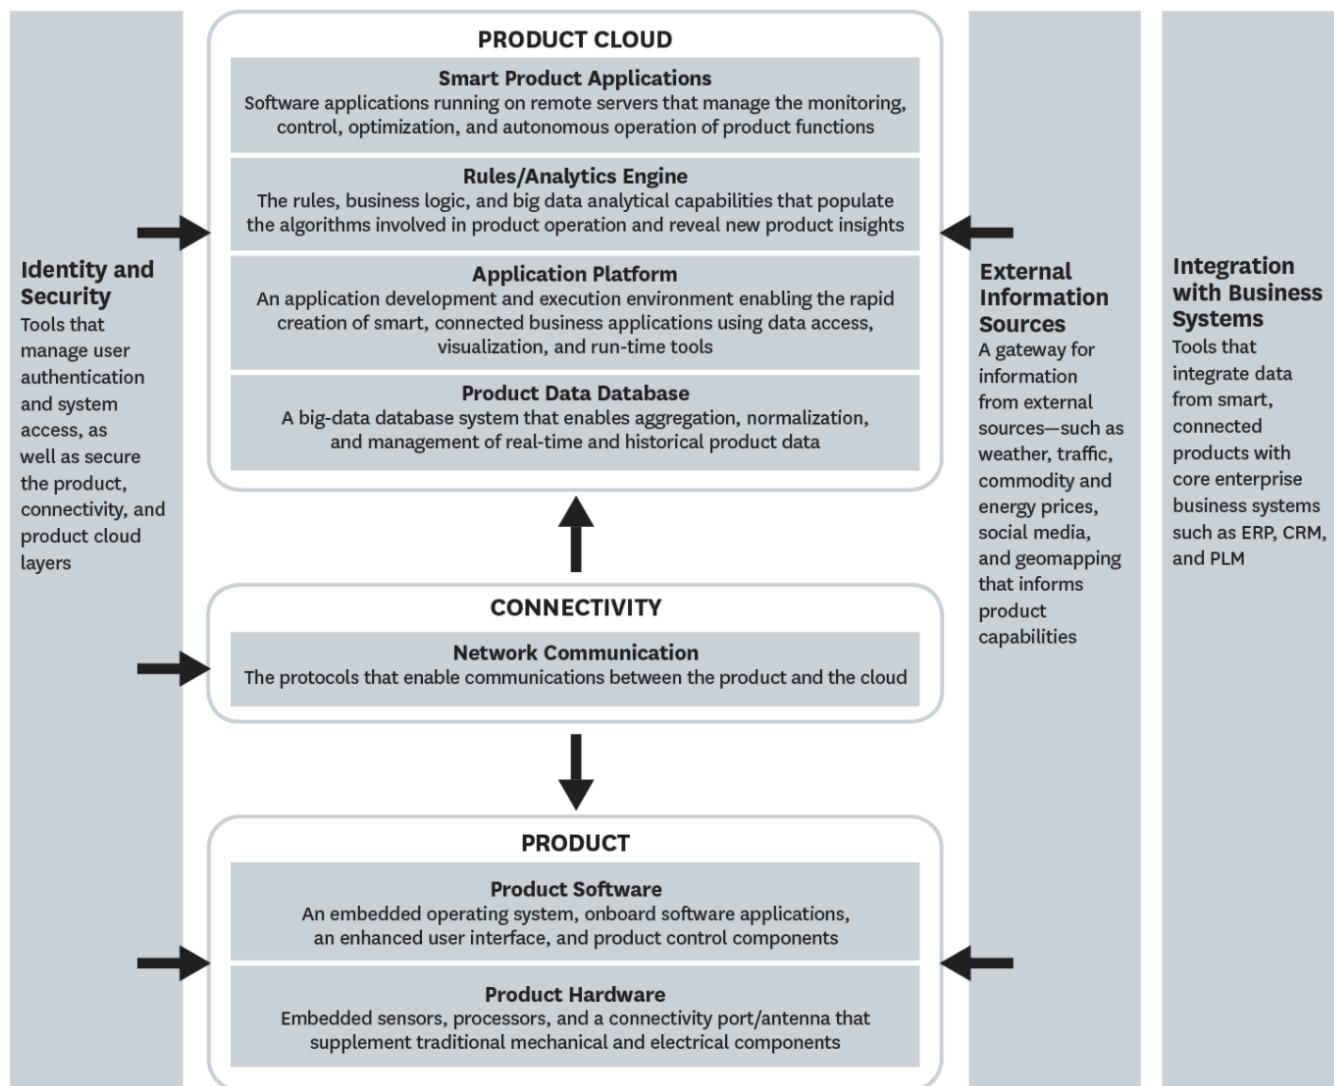 PRODUCT CLOUD
Smart Product Applications
Software applications running on remote servers that manage the monitoring,
control, optimization, and autonomous operation of product functions
Rules/Analytics Engine
The rules, business logic, and big data analytical capabilities that populate
the algorithms involved in product operation and reveal new product insights
Application Platform
An application development and execution environment enabling the rapid
creation of smart, connected business applications using data access,
visualization, and run-time tools
Product Data Database
A big-data database system that enables aggregation, normalization,
and management of real-time and historical product data
CONNECTIVITY
Network Communication
The protocols that enable communications between the product and the cloud
PRODUCT
Product Software
An embedded operating system, onboard software applications,
an enhanced user interface, and product control components
Product Hardware
Embedded sensors, processors, and a connectivity port/antenna that
supplement traditional mechanical and electrical components
Identity and
Security
Tools that
manage user
authentication
and system
access, as
well as secure
the product,
connectivity, and
product cloud
layers
External
Information
Sources
A gateway for
information
from external
sources—such as
weather, traffic,
commodity and
energy prices,
social media,
and geomapping
that informs
product
capabilities
Integration
with Business
Systems
Tools that
integrate data
from smart,
connected
products with
core enterprise
business systems
such as ERP, CRM,
and PLM